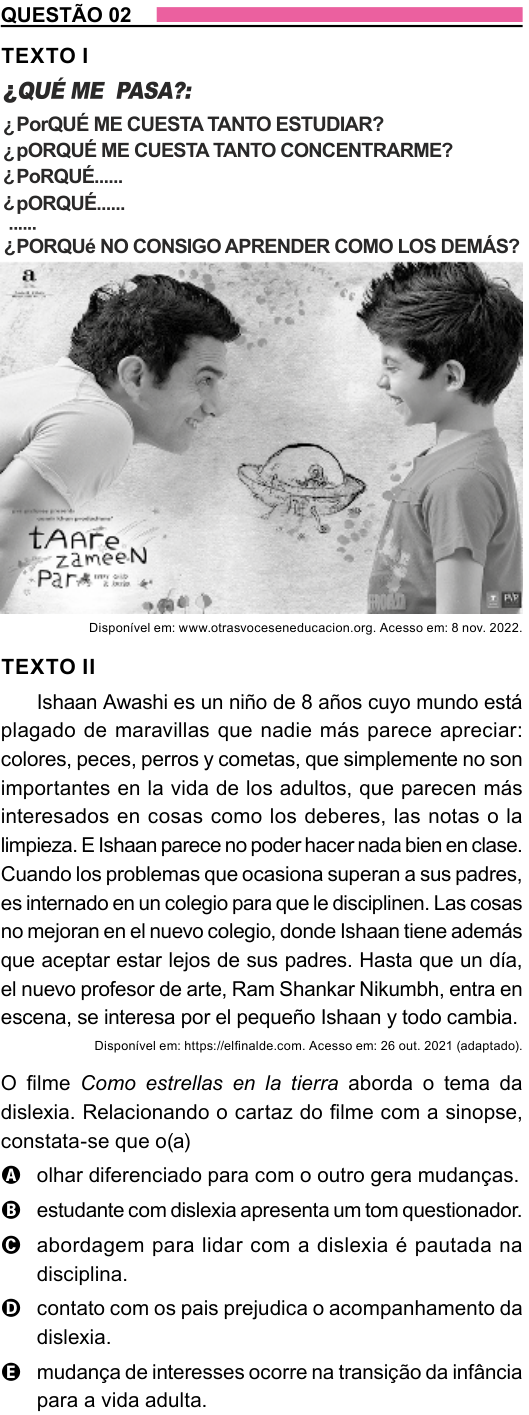 QUESTÃO 02
TEXTO I
¿QUÉ ME PASA?:
¿PorQUÉ ME CUESTA TANTO ESTUDIAR?
¿pORQUÉ ME CUESTA TANTO CONCENTRARME?
¿PoRQUÉ......
¿pORQUÉ......
......
¿PORQUé NO CONSIGO APRENDER COMO LOS DEMÁS?
a
tAAre
zameeN
PaR
PVR
Disponível em: www.otrasvoceseneducacion.org. Acesso em: 8 nov. 2022.
TEXTO II
Ishaan Awashi es un niño de 8 años cuyo mundo está
plagado de maravillas que nadie más parece apreciar:
colores, peces, perros y cometas, que simplemente no son
importantes en la vida de los adultos, que parecen más
interesados en cosas como los deberes, las notas o la
limpieza. E Ishaan parece no poder hacer nada bien en clase.
Cuando los problemas que ocasiona superan a sus padres,
es internado en un colegio para que le disciplinen. Las cosas
no mejoran en el nuevo colegio, donde Ishaan tiene además
que aceptar estar lejos de sus padres. Hasta que un día,
el nuevo profesor de arte, Ram Shankar Nikumbh, entra en
escena, se interesa por el pequeño Ishaan y todo cambia.
Disponível em: https://elfinalde.com. Acesso em: 26 out. 2021 (adaptado).
O filme Como estrellas en la tierra aborda o tema da
dislexia. Relacionando o cartaz do filme com a sinopse,
constata-se que o(a)
A olhar diferenciado para com o outro gera mudanças.
B estudante com dislexia apresenta um tom questionador.
C abordagem para lidar com a dislexia é pautada na
disciplina.
D contato com os pais prejudica o acompanhamento da
dislexia.
E mudança de interesses ocorre na transição da infância
para a vida adulta.